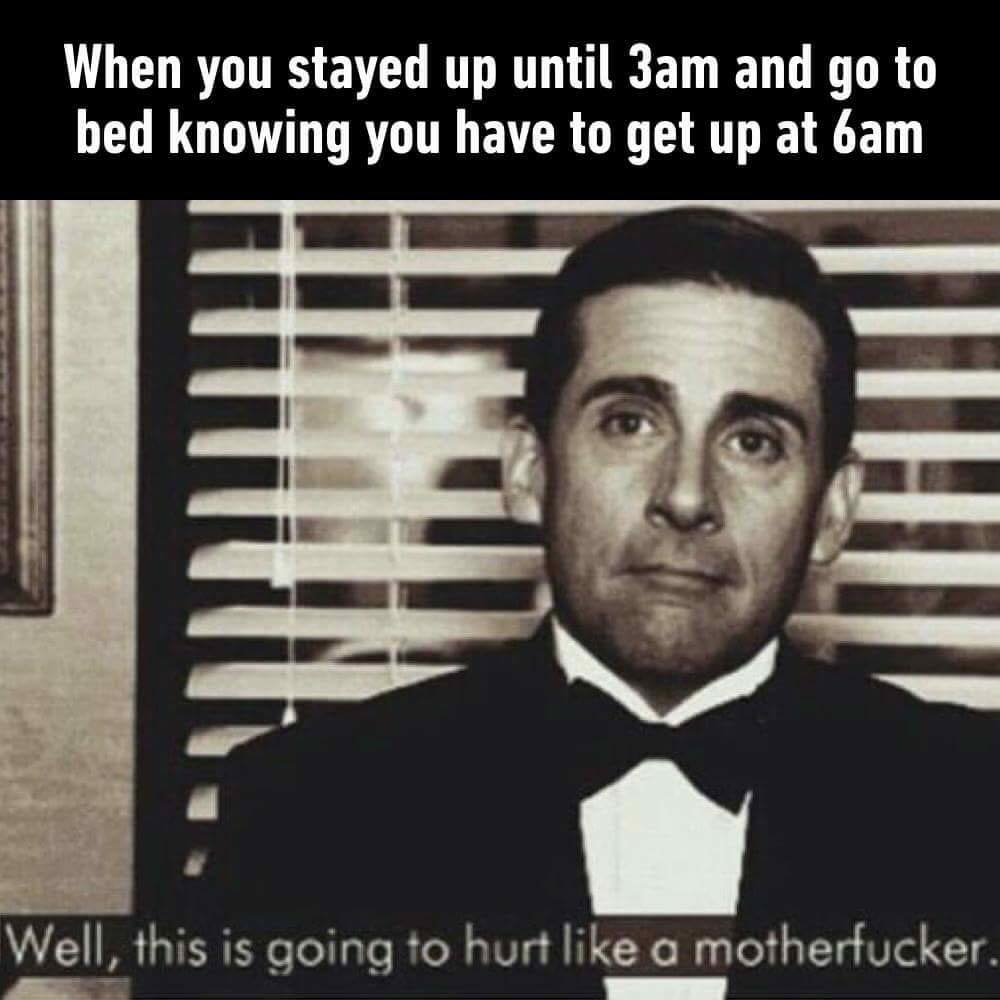 When you stayed up until 3am and go to
bed knowing you have to get up at 6am
Well, this is going to hurt like a motherfucker.